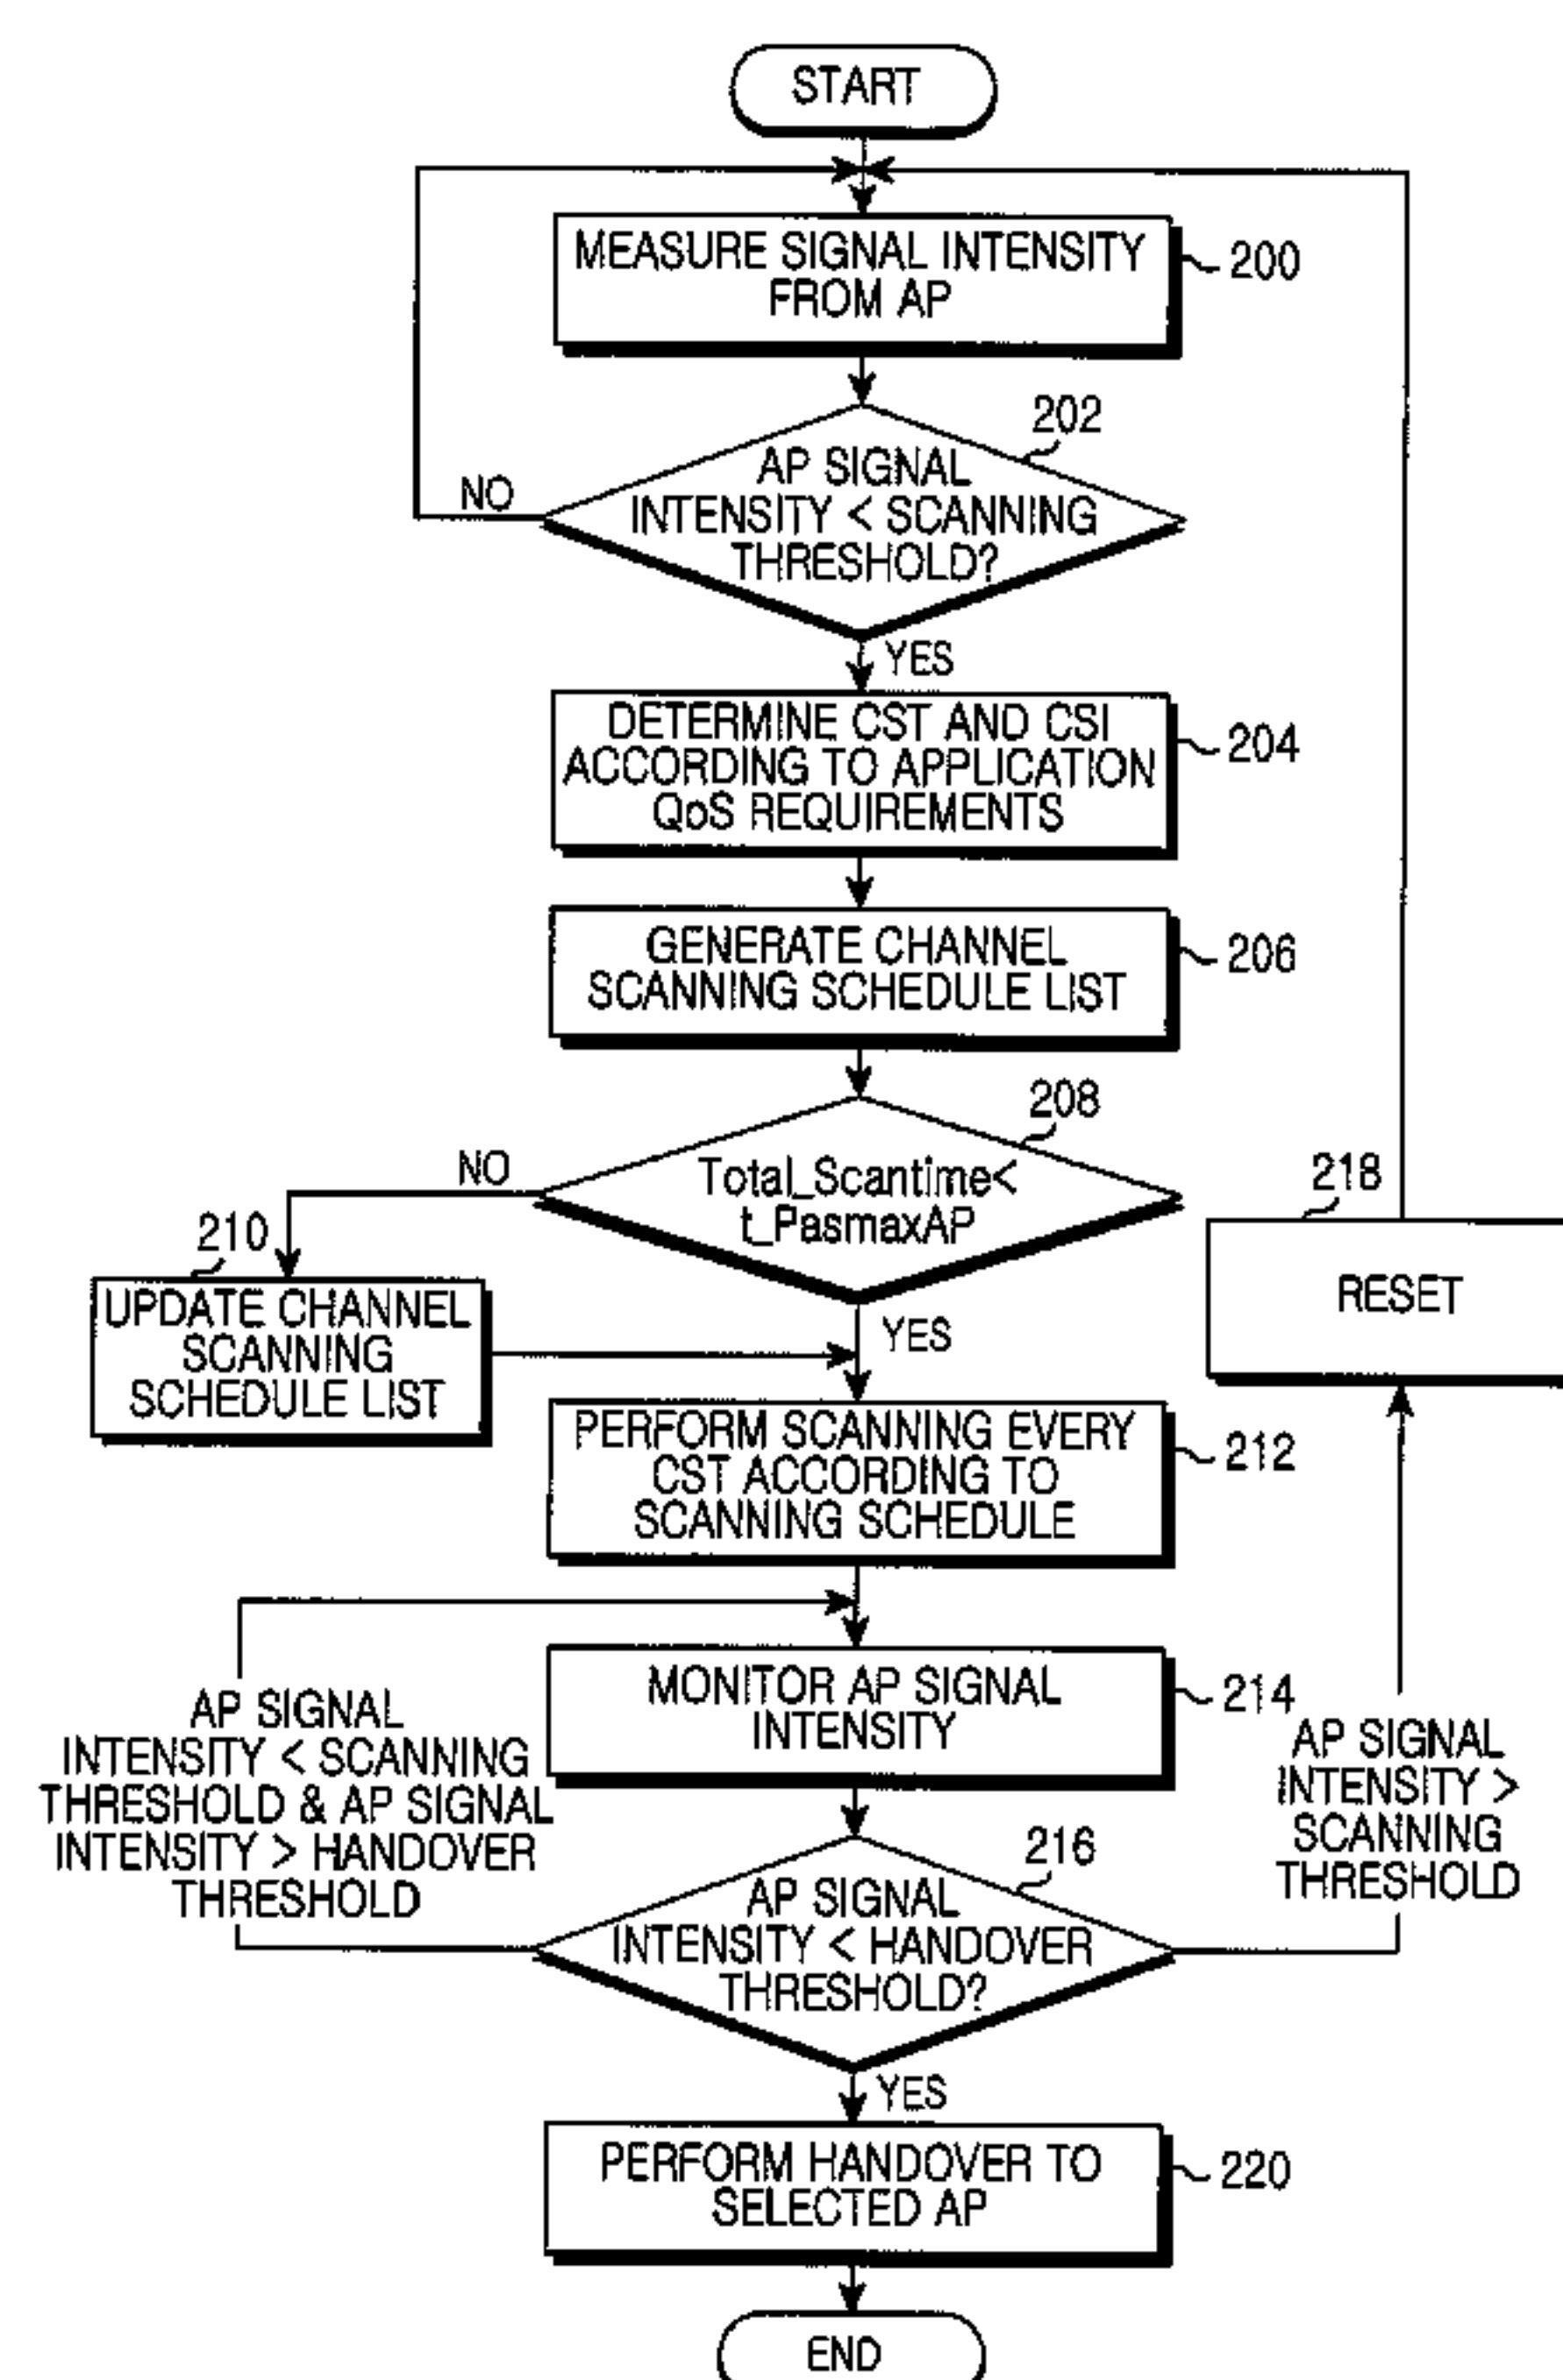 START
MEASURE SIGNAL INTENSITY
FROM AP
200
202
AP SIGNAL
INTENSITY < SCANNING
THRESHOLD?
NO
YES
DETERMINE CST AND CSI
ACCORDING TO APPLICATION
QoS REQUIREMENTS
204
GENERATE CHANNEL
SCANNING SCHEDULE LIST
206
208
Total_Scantime<
t_PasmaxAP
NO
YES
210
UPDATE CHANNEL
SCANNING
SCHEDULE LIST
218
RESET
PERFORM SCANNING EVERY
CST ACCORDING TO
SCANNING SCHEDULE
212
MONITOR AP SIGNAL
INTENSITY
214
AP SIGNAL
INTENSITY < SCANNING
THRESHOLD & AP SIGNAL
INTENSITY > HANDOVER
THRESHOLD
AP SIGNAL
INTENSITY >
SCANNING
THRESHOLD
216
AP SIGNAL
INTENSITY < HANDOVER
THRESHOLD?
YES
PERFORM HANDOVER TO
SELECTED AP
220
END